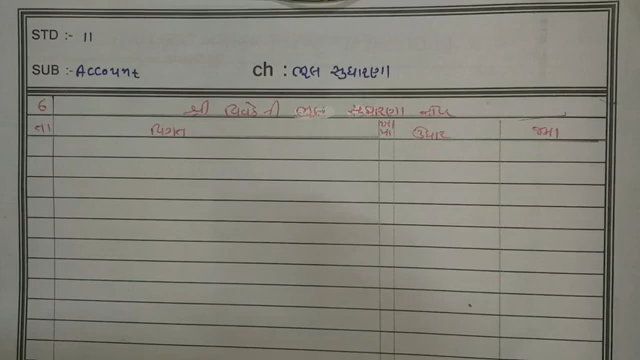 STD :- 11
SUB :- Account ch : ભૂલ સુધારણા
6 શ્રી વિવેક ની ભૂલ સુધારણા નોંધ
તા વિગત ખા પા ઉધાર જમા